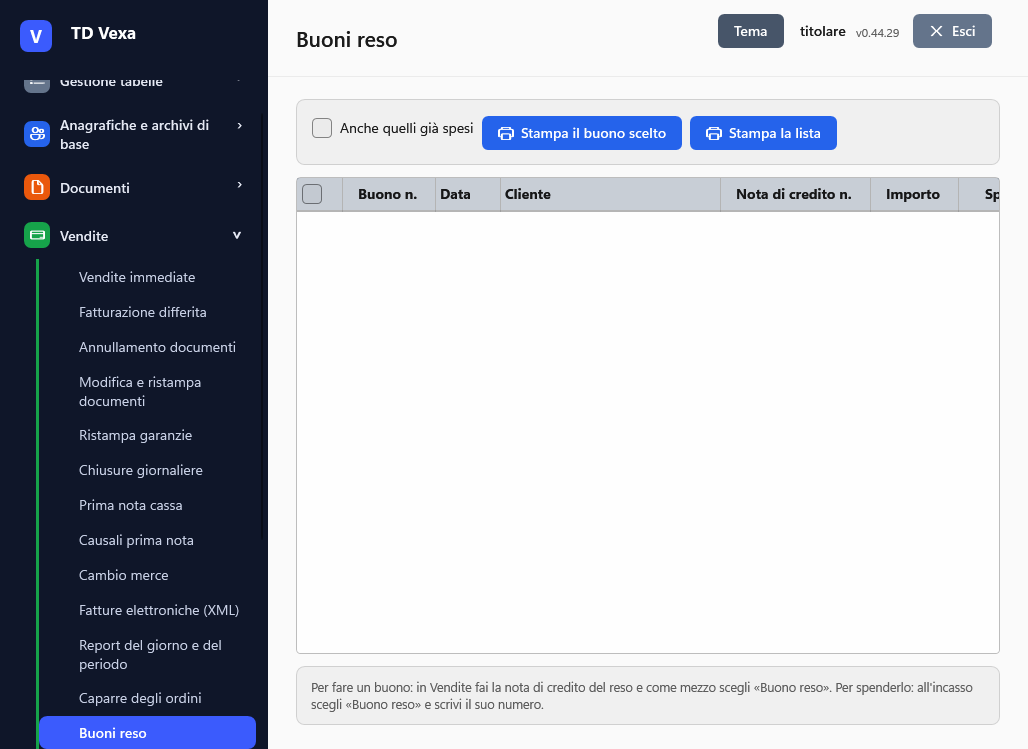 V
TD Vexa
Gestione tabelle
Anagrafiche e archivi di
base
Documenti
Vendite
Vendite immediate
Fatturazione differita
Annullamento documenti
Modifica e ristampa
documenti
Ristampa garanzie
Chiusure giornaliere
Prima nota cassa
Causali prima nota
Cambio merce
Fatture elettroniche (XML)
Report del giorno e del
periodo
Caparre degli ordini
Buoni reso
Buoni reso
Tema
titolare v0.44.29
Esci
Anche quelli già spesi
Stampa il buono scelto
Stampa la lista
Buono n. Data Cliente Nota di credito n. Importo Sp
Per fare un buono: in Vendite fai la nota di credito del reso e come mezzo scegli «Buono reso». Per spenderlo: all'incasso
scegli «Buono reso» e scrivi il suo numero.